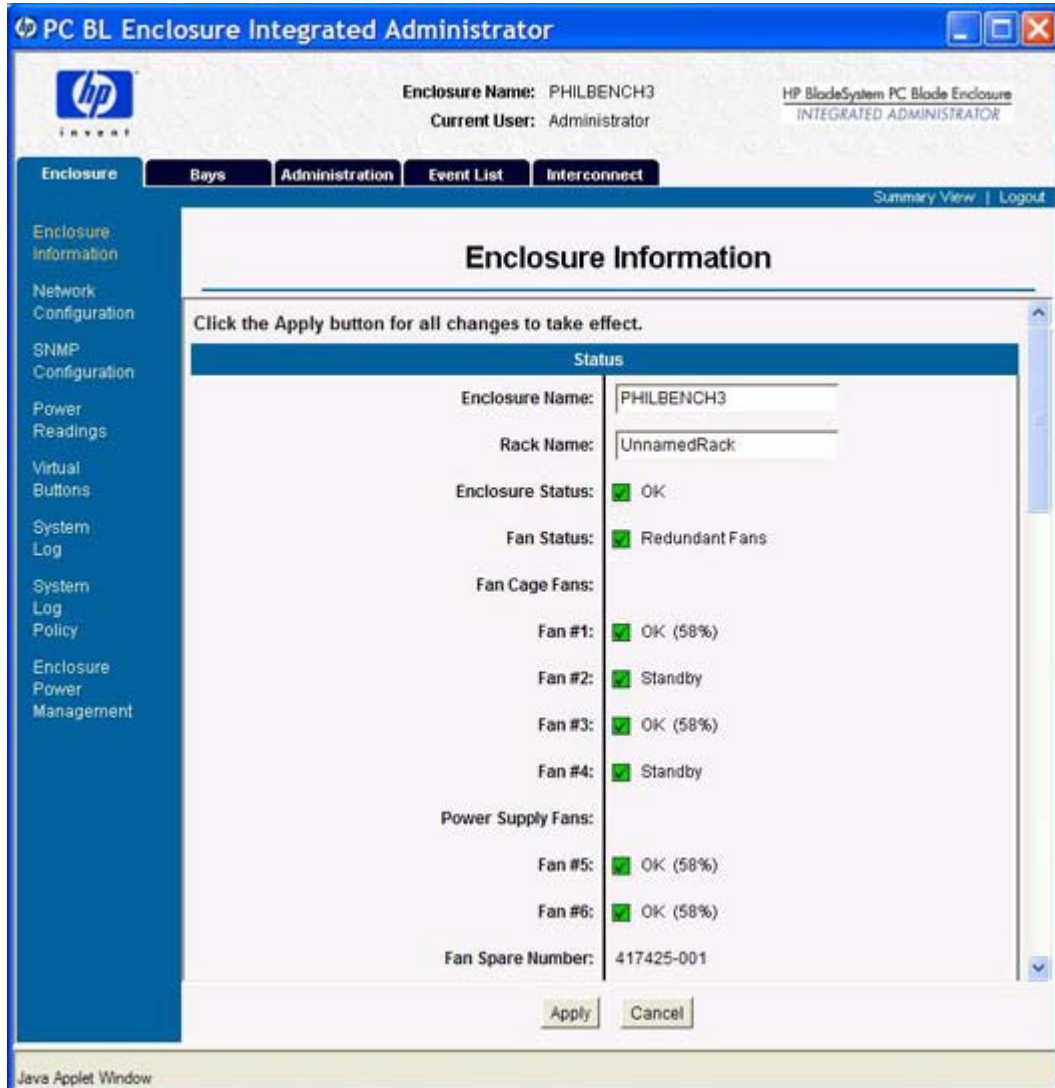 PC BL Enclosure Integrated Administrator
hp
invent
Enclosure Name: PHILBENCH3
Current User: Administrator
HP BladeSystem PC Blade Enclosure
INTEGRATED ADMINISTRATOR
Enclosure Bays Administration Event List Interconnect
Summary View | Logout
Enclosure
Information
Network
Configuration
SNMP
Configuration
Power
Readings
Virtual
Buttons
System
Log
System
Log
Policy
Enclosure
Power
Management
Enclosure Information
Click the Apply button for all changes to take effect.
Status
Enclosure Name: PHILBENCH3
Rack Name: UnnamedRack
Enclosure Status: OK
Fan Status: Redundant Fans
Fan Cage Fans:
Fan #1: OK (58%)
Fan #2: Standby
Fan #3: OK (58%)
Fan #4: Standby
Power Supply Fans:
Fan #5: OK (58%)
Fan #6: OK (58%)
Fan Spare Number: 417425-001
Apply Cancel
Java Applet Window